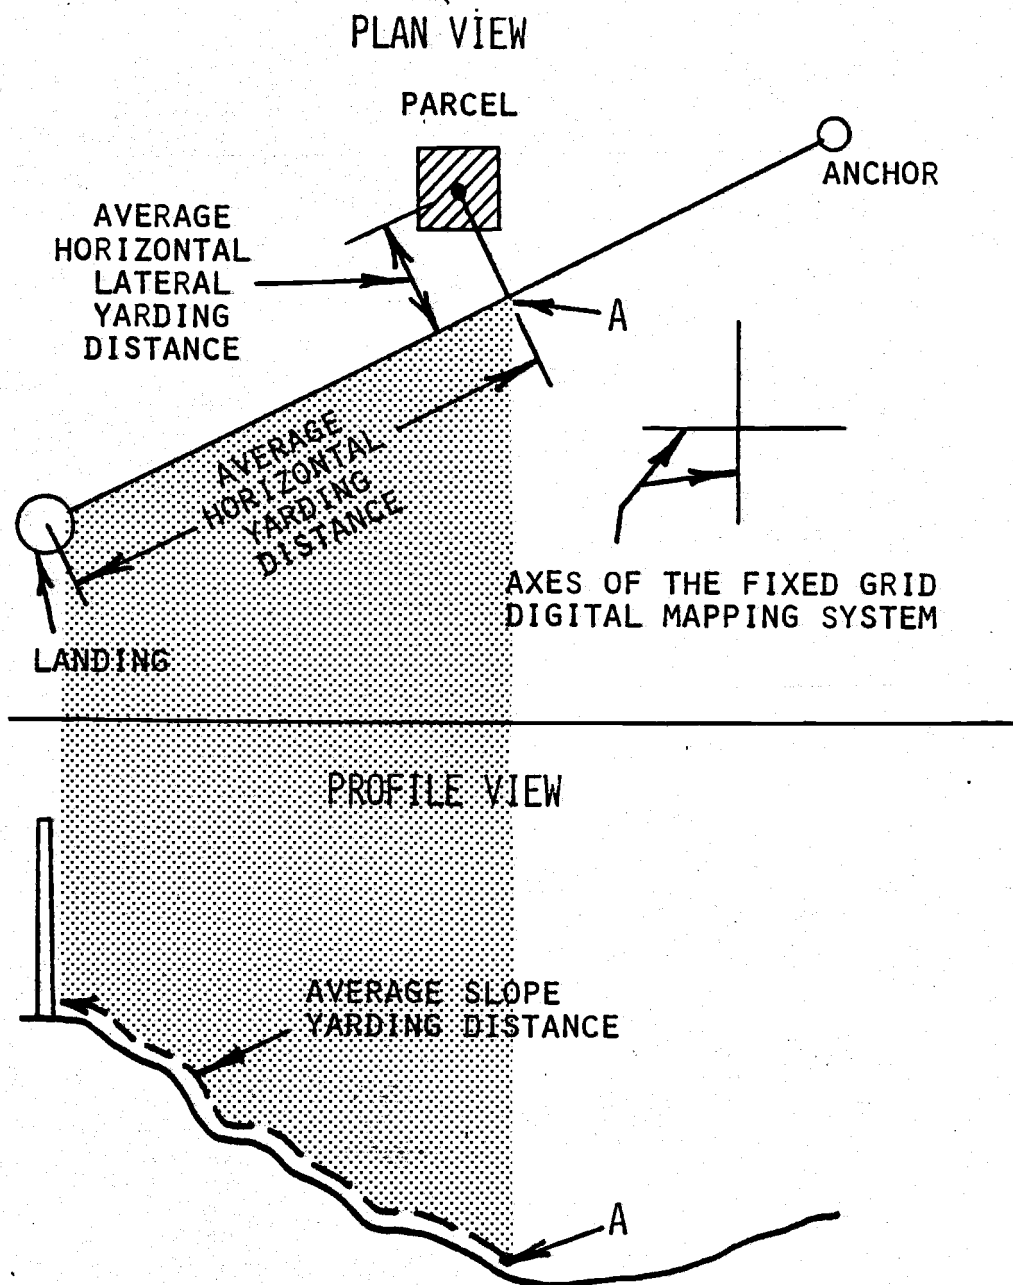 PLAN VIEW
PARCEL
ANCHOR
AVERAGE
HORIZONTAL
LATERAL
YARDING
DISTANCE
A
AVERAGE
HORIZONTAL
YARDING
DISTANCE
AXES OF THE FIXED GRID
DIGITAL MAPPING SYSTEM
LANDING
PROFILE VIEW
AVERAGE SLOPE
YARDING DISTANCE
A